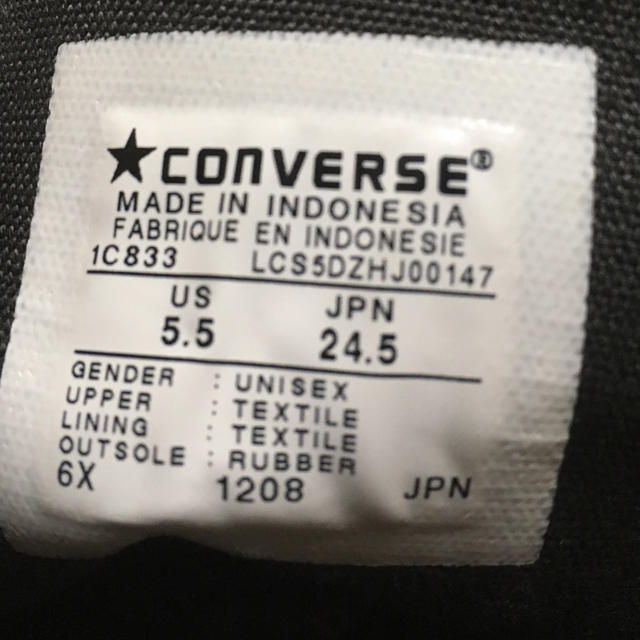 ★CONVERSE®
MADE IN INDONESIA
FABRIQUE EN INDONESIE
1C833 LCS5DZHJ00147
US JPN
5.5 24.5
GENDER : UNISEX
UPPER : TEXTILE
LINING : TEXTILE
OUTSOLE : RUBBER
6X 1208 JPN